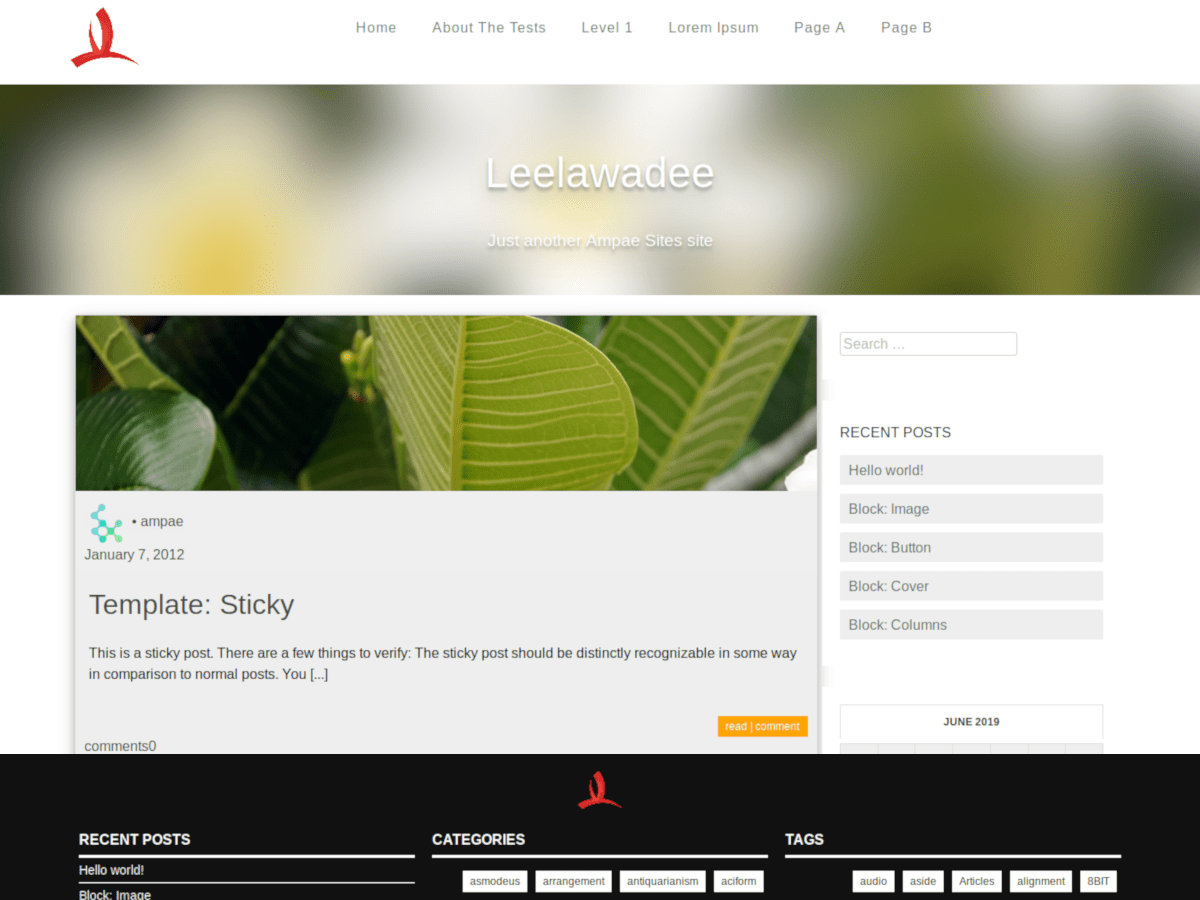 Home About The Tests Level 1 Lorem Ipsum Page A Page B
Leelawadee
Just another Ampae Sites site
Search …
RECENT POSTS
Hello world!
Block: Image
Block: Button
Block: Cover
Block: Columns
JUNE 2019
• ampae
January 7, 2012
Template: Sticky
This is a sticky post. There are a few things to verify: The sticky post should be distinctly recognizable in some way
in comparison to normal posts. You [...]
read | comment
comments0
RECENT POSTS
Hello world!
Block: Image
CATEGORIES
asmodeus arrangement antiquarianism aciform
TAGS
audio aside Articles alignment 8BIT